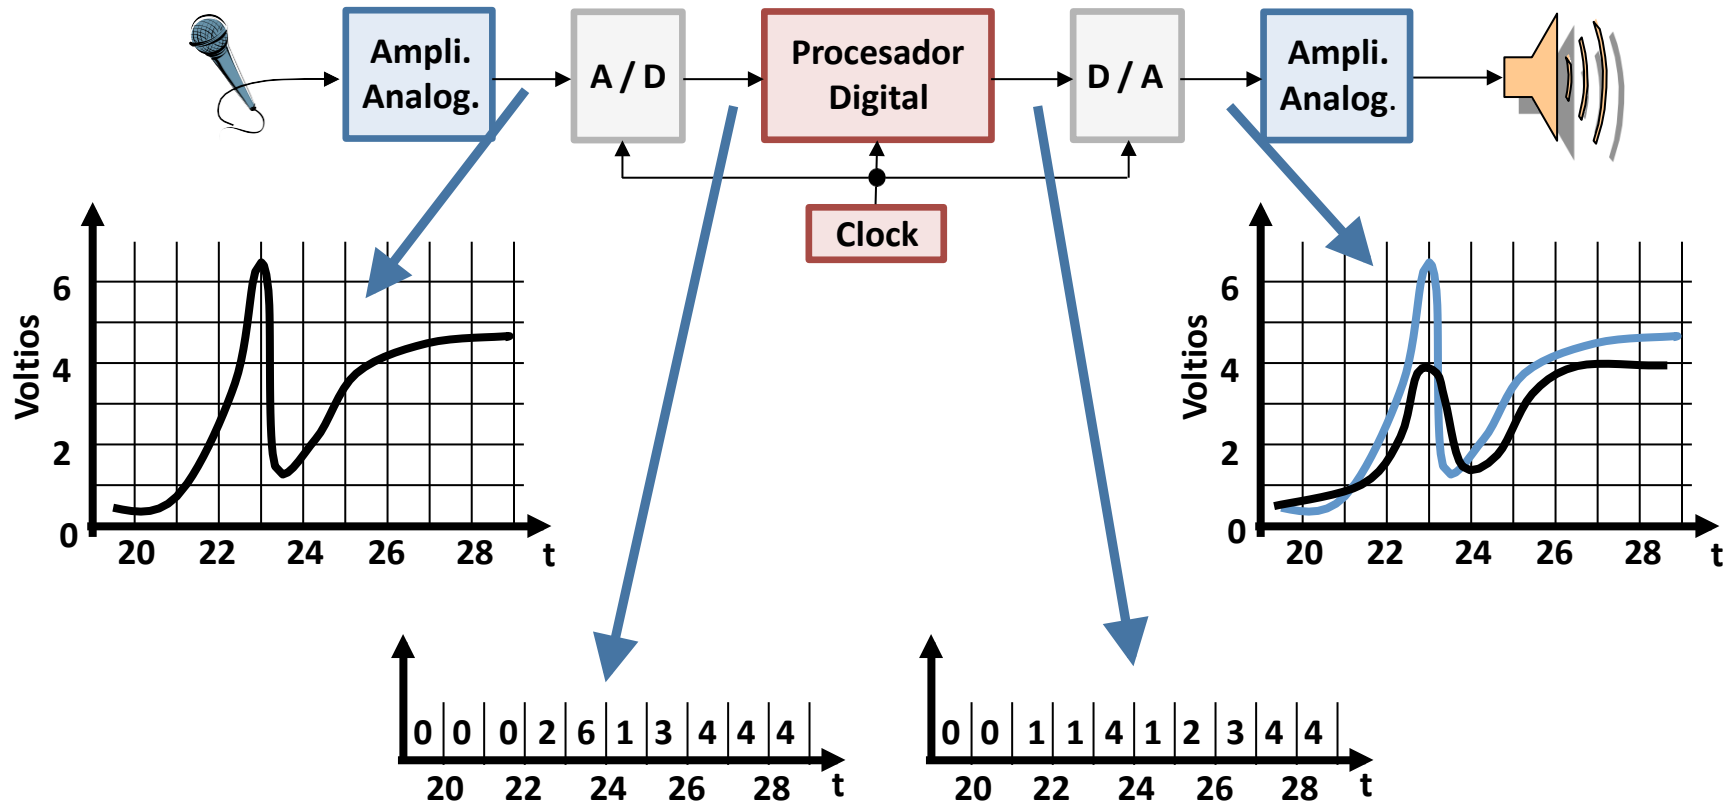 Ampli.
Analog.
A / D
Procesador
Digital
D / A
Ampli.
Analog.
Clock
Voltios
6
4
2
0
20 22 24 26 28 t
Voltios
6
4
2
0
20 22 24 26 28 t
0 0 0 2 6 1 3 4 4 4
20 22 24 26 28 t
0 0 1 1 4 1 2 3 4 4
20 22 24 26 28 t